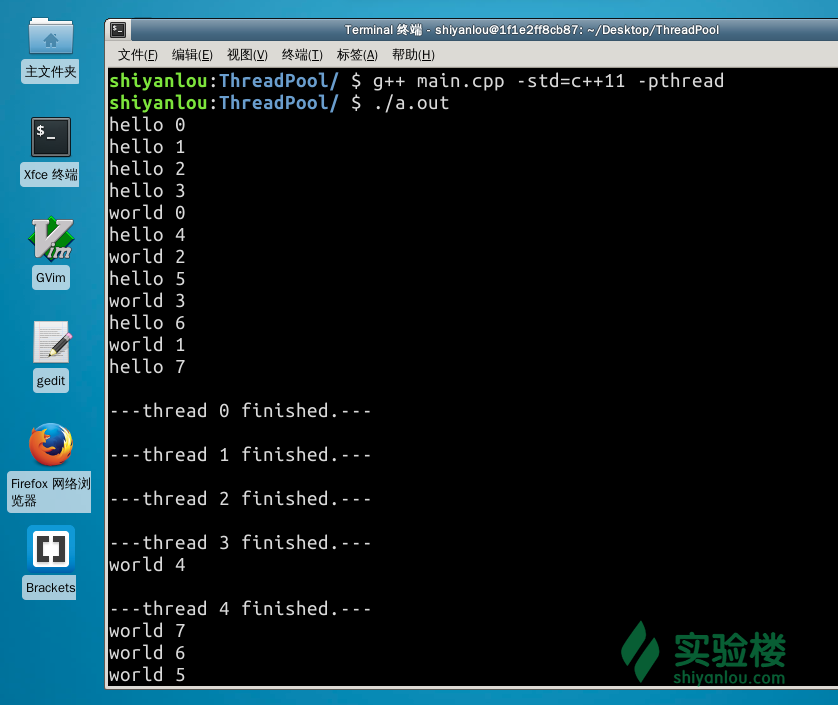 主文件夹
Xfce 终端
GVim
gedit
Firefox 网络浏
览器
Brackets
Terminal 终端 - shiyanlou@1f1e2ff8cb87: ~/Desktop/ThreadPool
文件(F) 编辑(E) 视图(V) 终端(T) 标签(A) 帮助(H)
shiyanlou:ThreadPool/ $ g++ main.cpp -std=c++11 -pthread
shiyanlou:ThreadPool/ $ ./a.out
hello 0
hello 1
hello 2
hello 3
world 0
hello 4
world 2
hello 5
world 3
hello 6
world 1
hello 7
---thread 0 finished.---
---thread 1 finished.---
---thread 2 finished.---
---thread 3 finished.---
world 4
---thread 4 finished.---
world 7
world 6
world 5
实验楼
shiyanlou.com